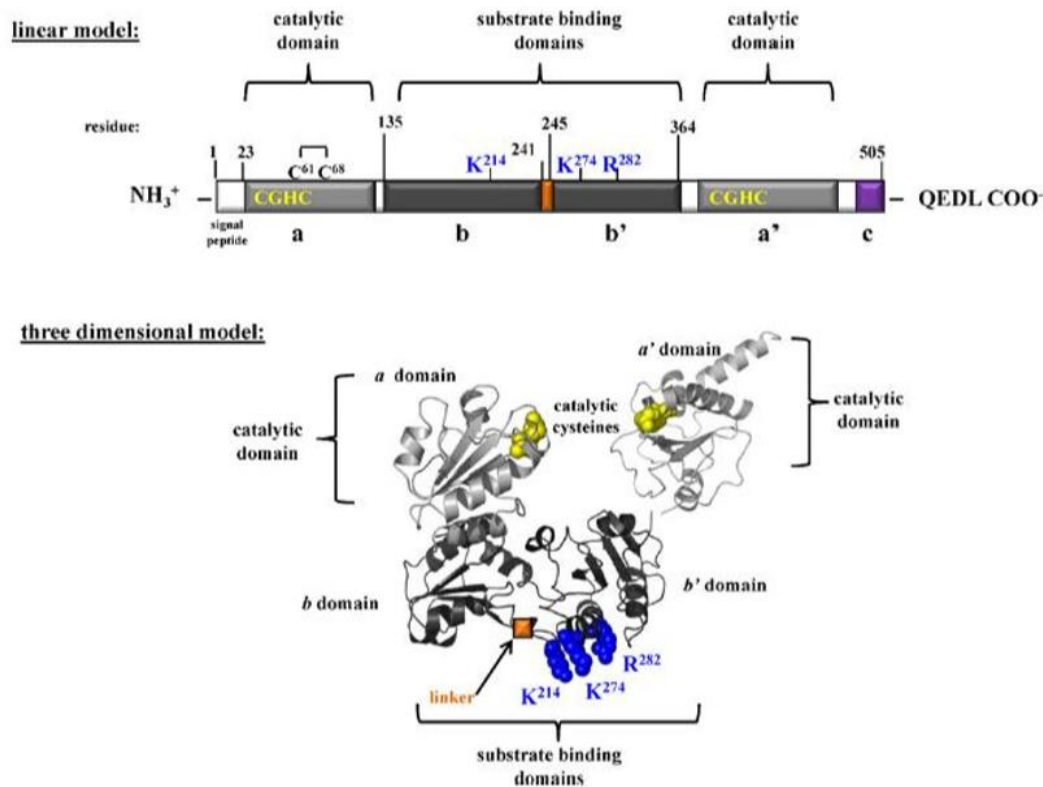 linear model:
catalytic
domain
substrate binding
domains
catalytic
domain
residue:
1
23
C⁶¹ C⁶⁸
135
K²¹⁴
241
245
K²⁷⁴ R²⁸²
364
505
NH₃⁺
CGHC
CGHC
QEDL COO⁻
signal
peptide
a
b
b'
a'
c
three dimensional model:
a domain
a' domain
catalytic
domain
catalytic
cysteines
catalytic
domain
b domain
b' domain
linker
K²¹⁴
K²⁷⁴
R²⁸²
substrate binding
domains